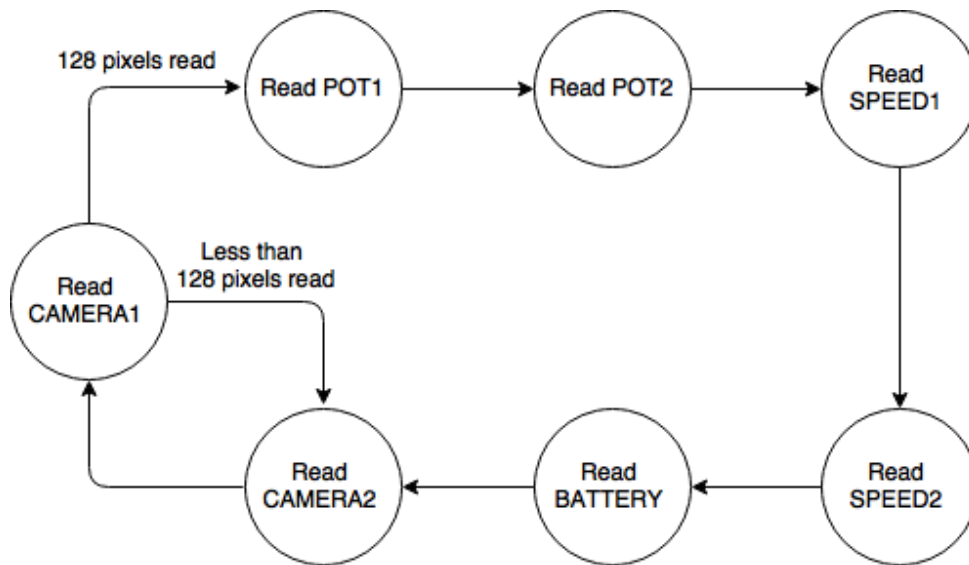 128 pixels read
Read POT1
Read POT2
Read
SPEED1
Less than
128 pixels read
Read
CAMERA1
Read
CAMERA2
Read
BATTERY
Read
SPEED2